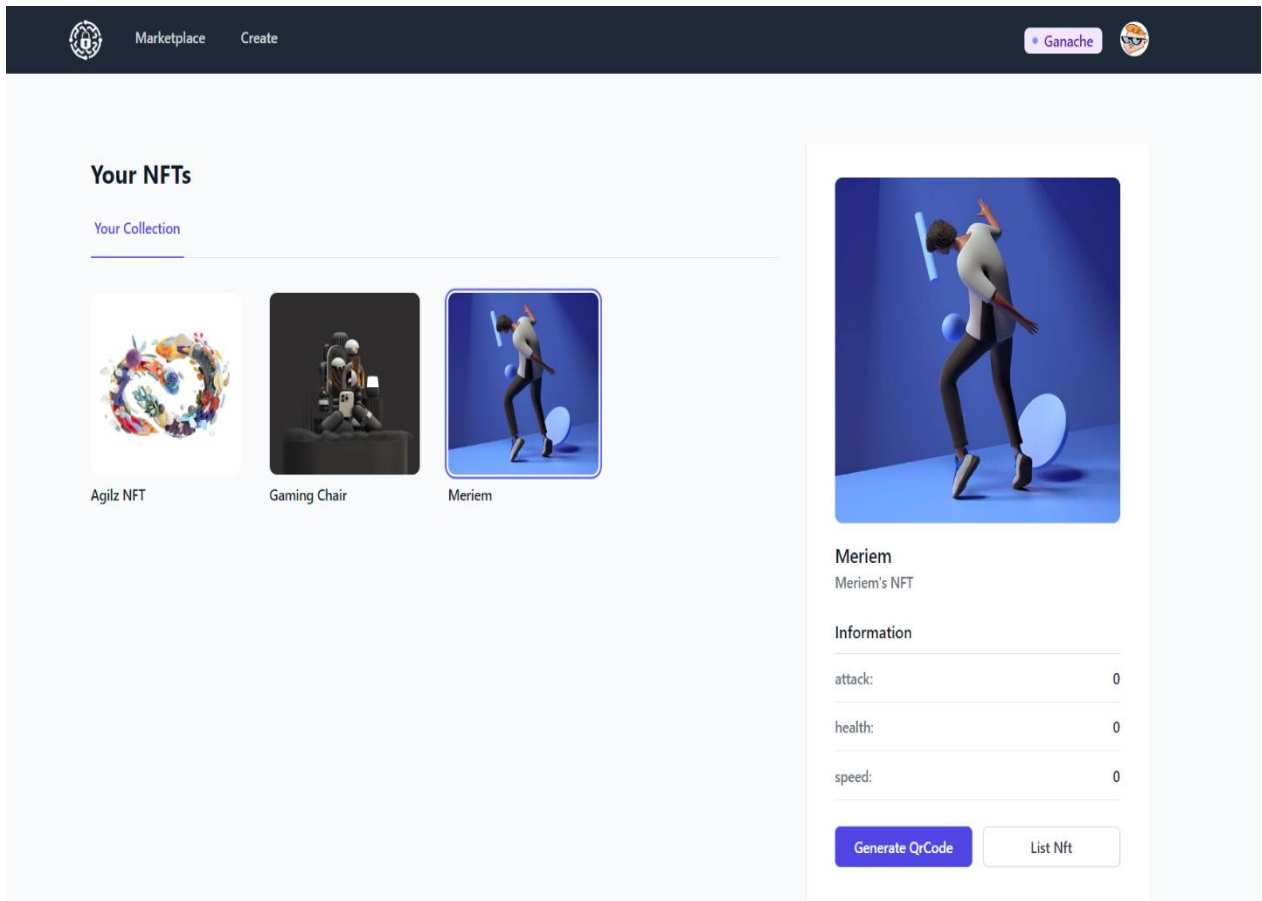 Marketplace Create Ganache
Your NFTs
Your Collection
Agilz NFT Gaming Chair Meriem
Meriem
Meriem's NFT
Information
attack: 0
health: 0
speed: 0
Generate QrCode List Nft